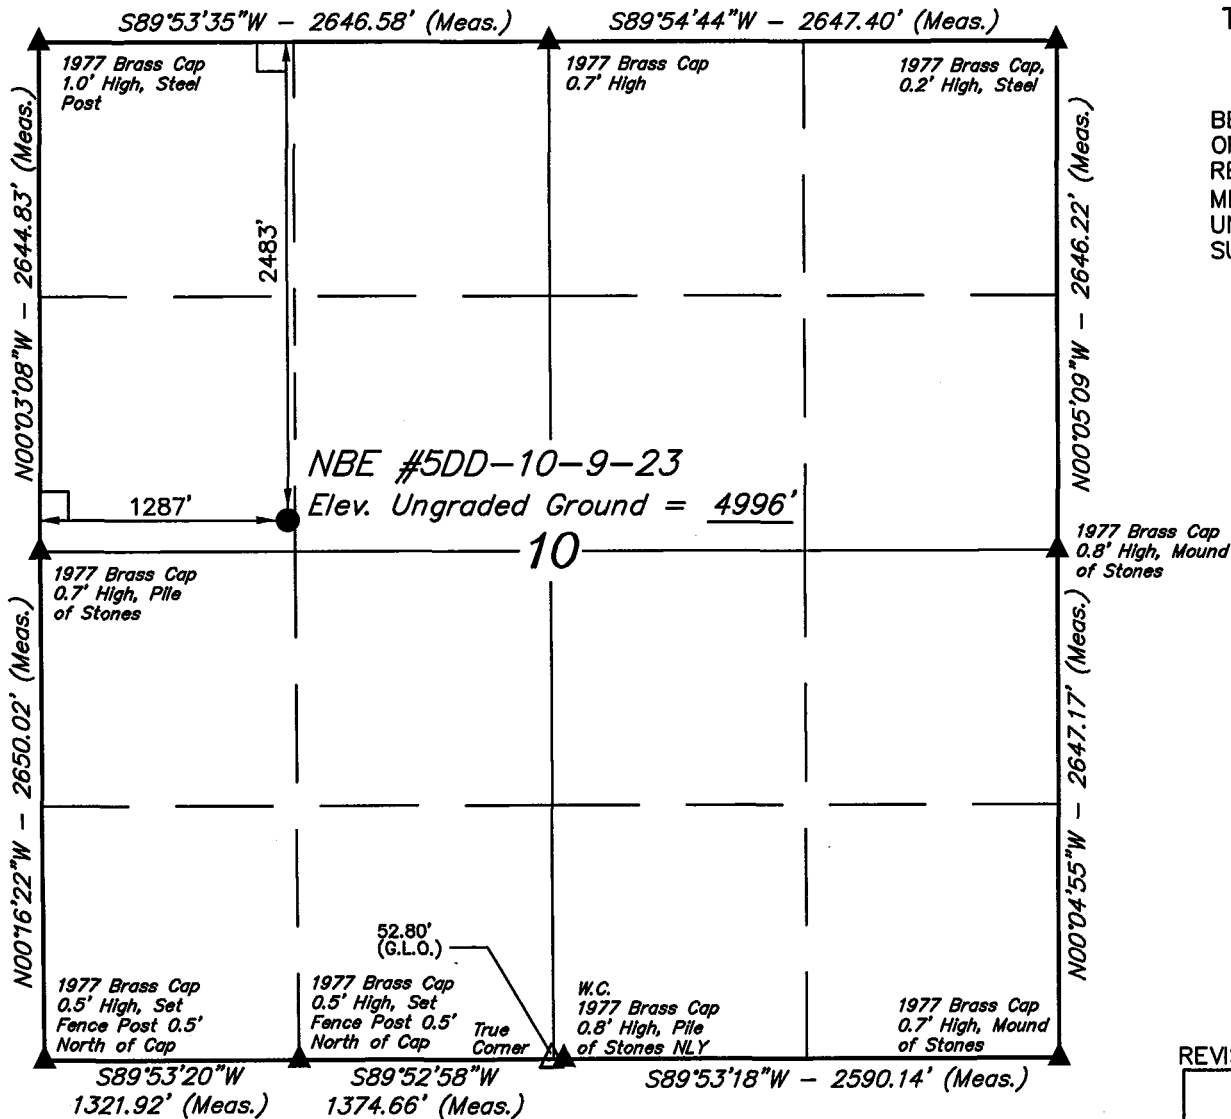 S89°53'35"W - 2646.58' (Meas.)
S89°54'44"W - 2647.40' (Meas.)
1977 Brass Cap
1.0' High, Steel
Post
1977 Brass Cap
0.7' High
1977 Brass Cap,
0.2' High, Steel
N00°03'08"W - 2644.83' (Meas.)
2483'
N00°05'09"W - 2646.22' (Meas.)
NBE #5DD-10-9-23
1287'
Elev. Ungraded Ground = 4996'
10
1977 Brass Cap
0.8' High, Mound
of Stones
1977 Brass Cap
0.7' High, Pile
of Stones
N00°16'22"W - 2650.02' (Meas.)
N00°04'55"W - 2647.17' (Meas.)
52.80'
(G.L.O.)
1977 Brass Cap
0.5' High, Set
Fence Post 0.5'
North of Cap
1977 Brass Cap
0.5' High, Set
Fence Post 0.5'
North of Cap
True
Corner
W.C.
1977 Brass Cap
0.8' High, Pile
of Stones NLY
1977 Brass Cap
0.7' High, Mound
of Stones
S89°53'20"W
1321.92' (Meas.)
S89°52'58"W
1374.66' (Meas.)
S89°53'18"W - 2590.14' (Meas.)